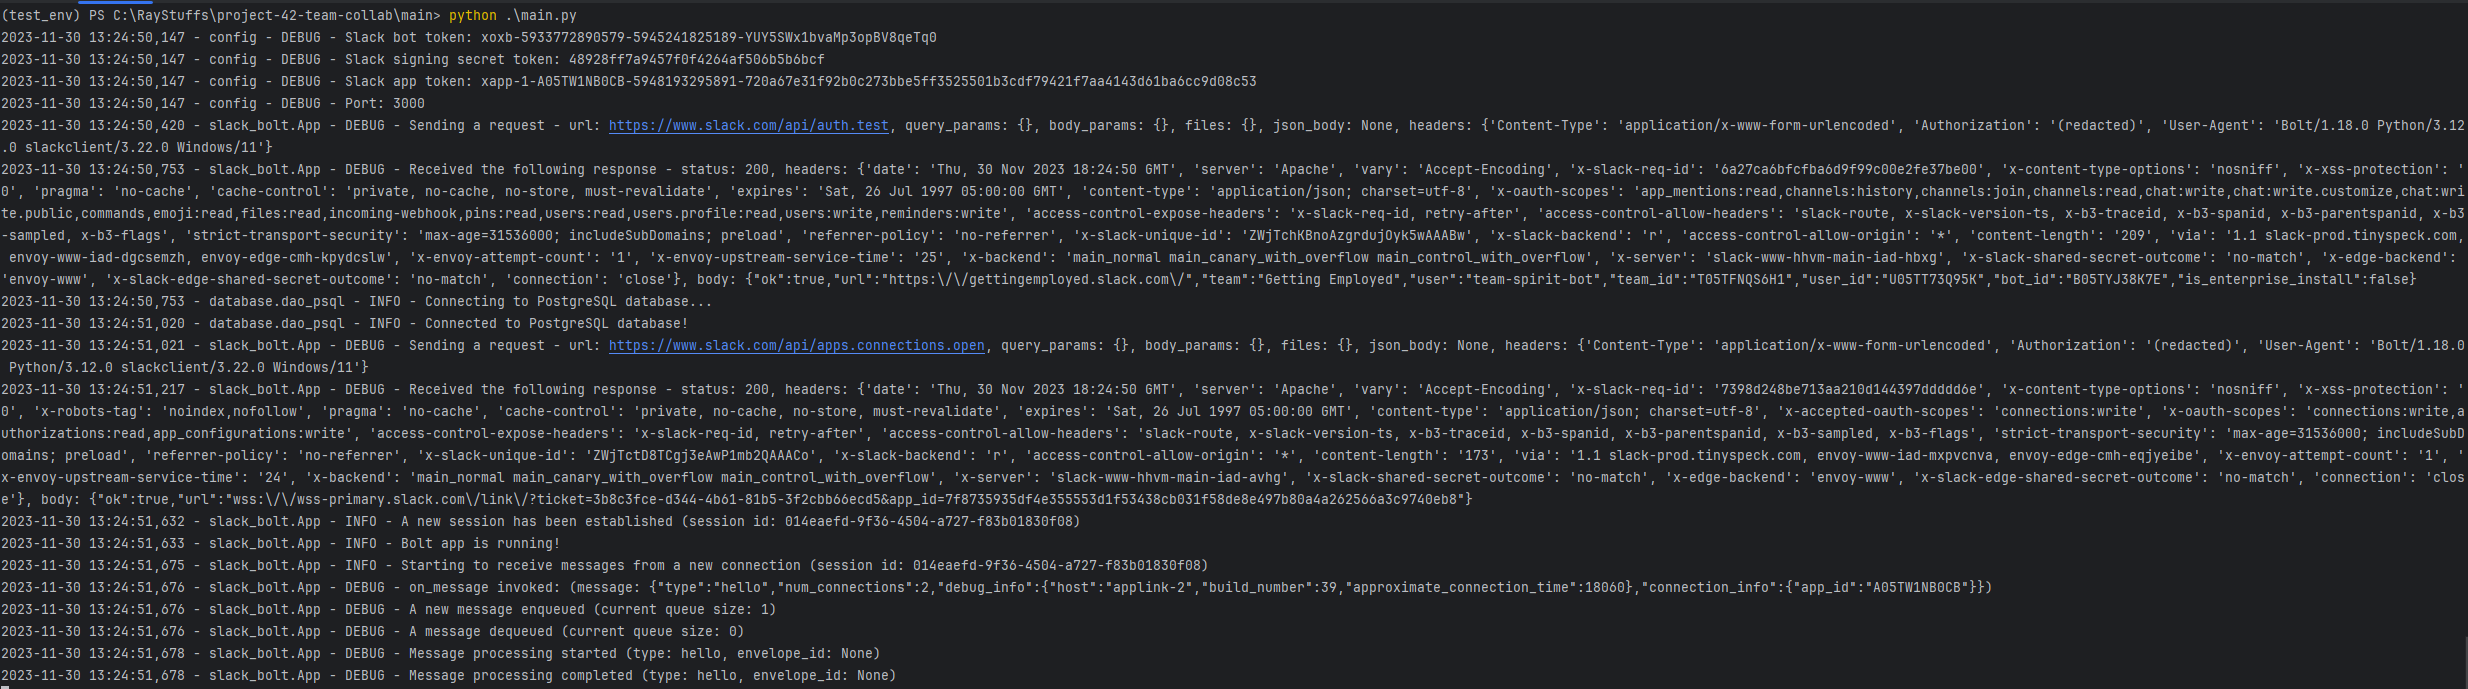 (test_env) PS C:\RayStuffs\project-42-team-collab\main> python .\main.py
2023-11-30 13:24:50,147 - config - DEBUG - Slack bot token: xoxb-5933772890579-5945241825189-YUY5SWx1bvaMp3opBV8qeTq0
2023-11-30 13:24:50,147 - config - DEBUG - Slack signing secret token: 48928ff7a9457f0f4264af506b5b6bcf
2023-11-30 13:24:50,147 - config - DEBUG - Slack app token: xapp-1-A05TW1NB0CB-5948193295891-720a67e31f92b0c273bbe5ff3525501b3cdf79421f7aa4143d61ba6cc9d08c53
2023-11-30 13:24:50,147 - config - DEBUG - Port: 3000
2023-11-30 13:24:50,420 - slack_bolt.App - DEBUG - Sending a request - url: https://www.slack.com/api/auth.test, query_params: {}, body_params: {}, files: {}, json_body: None, headers: {'Content-Type': 'application/x-www-form-urlencoded', 'Authorization': '(redacted)', 'User-Agent': 'Bolt/1.18.0 Python/3.12
.0 slackclient/3.22.0 Windows/11'}
2023-11-30 13:24:50,753 - slack_bolt.App - DEBUG - Received the following response - status: 200, headers: {'date': 'Thu, 30 Nov 2023 18:24:50 GMT', 'server': 'Apache', 'vary': 'Accept-Encoding', 'x-slack-req-id': '6a27ca6bfcfba6d9f99c00e2fe37be00', 'x-content-type-options': 'nosniff', 'x-xss-protection': '
0', 'pragma': 'no-cache', 'cache-control': 'private, no-cache, no-store, must-revalidate', 'expires': 'Sat, 26 Jul 1997 05:00:00 GMT', 'content-type': 'application/json; charset=utf-8', 'x-oauth-scopes': 'app_mentions:read,channels:history,channels:join,channels:read,chat:write,chat:write.customize,chat:wri
te.public,commands,emoji:read,files:read,incoming-webhook,pins:read,users:read,users.profile:read,users:write,reminders:write', 'access-control-expose-headers': 'x-slack-req-id, retry-after', 'access-control-allow-headers': 'slack-route, x-slack-version-ts, x-b3-traceid, x-b3-spanid, x-b3-parentspanid, x-b3
-sampled, x-b3-flags', 'strict-transport-security': 'max-age=31536000; includeSubDomains; preload', 'referrer-policy': 'no-referrer', 'x-slack-unique-id': 'ZWjTchKBnoAzgrdujOyk5wAAABw', 'x-slack-backend': 'r', 'access-control-allow-origin': '*', 'content-length': '209', 'via': '1.1 slack-prod.tinyspeck.com,
 envoy-www-iad-dgcsemzh, envoy-edge-cmh-kpydcslw', 'x-envoy-attempt-count': '1', 'x-envoy-upstream-service-time': '25', 'x-backend': 'main_normal main_canary_with_overflow main_control_with_overflow', 'x-server': 'slack-www-hhvm-main-iad-hbxg', 'x-slack-shared-secret-outcome': 'no-match', 'x-edge-backend':
'envoy-www', 'x-slack-edge-shared-secret-outcome': 'no-match', 'connection': 'close'}, body: {"ok":true,"url":"https:\/\/gettingemployed.slack.com\/","team":"Getting Employed","user":"team-spirit-bot","team_id":"T05TFNQS6H1","user_id":"U05TT73Q95K","bot_id":"B05TYJ38K7E","is_enterprise_install":false}
2023-11-30 13:24:50,753 - database.dao_psql - INFO - Connecting to PostgreSQL database...
2023-11-30 13:24:51,020 - database.dao_psql - INFO - Connected to PostgreSQL database!
2023-11-30 13:24:51,021 - slack_bolt.App - DEBUG - Sending a request - url: https://www.slack.com/api/apps.connections.open, query_params: {}, body_params: {}, files: {}, json_body: None, headers: {'Content-Type': 'application/x-www-form-urlencoded', 'Authorization': '(redacted)', 'User-Agent': 'Bolt/1.18.0
 Python/3.12.0 slackclient/3.22.0 Windows/11'}
2023-11-30 13:24:51,217 - slack_bolt.App - DEBUG - Received the following response - status: 200, headers: {'date': 'Thu, 30 Nov 2023 18:24:50 GMT', 'server': 'Apache', 'vary': 'Accept-Encoding', 'x-slack-req-id': '7398d248be713aa210d144397ddddd6e', 'x-content-type-options': 'nosniff', 'x-xss-protection': '
0', 'x-robots-tag': 'noindex,nofollow', 'pragma': 'no-cache', 'cache-control': 'private, no-cache, no-store, must-revalidate', 'expires': 'Sat, 26 Jul 1997 05:00:00 GMT', 'content-type': 'application/json; charset=utf-8', 'x-accepted-oauth-scopes': 'connections:write', 'x-oauth-scopes': 'connections:write,a
uthorizations:read,app_configurations:write', 'access-control-expose-headers': 'x-slack-req-id, retry-after', 'access-control-allow-headers': 'slack-route, x-slack-version-ts, x-b3-traceid, x-b3-spanid, x-b3-parentspanid, x-b3-sampled, x-b3-flags', 'strict-transport-security': 'max-age=31536000; includeSubD
omains; preload', 'referrer-policy': 'no-referrer', 'x-slack-unique-id': 'ZWjTctD8TCgj3eAwP1mb2QAAACo', 'x-slack-backend': 'r', 'access-control-allow-origin': '*', 'content-length': '173', 'via': '1.1 slack-prod.tinyspeck.com, envoy-www-iad-mxpvcnva, envoy-edge-cmh-eqjyeibe', 'x-envoy-attempt-count': '1', '
x-envoy-upstream-service-time': '24', 'x-backend': 'main_normal main_canary_with_overflow main_control_with_overflow', 'x-server': 'slack-www-hhvm-main-iad-avhg', 'x-slack-shared-secret-outcome': 'no-match', 'x-edge-backend': 'envoy-www', 'x-slack-edge-shared-secret-outcome': 'no-match', 'connection': 'clos
e'}, body: {"ok":true,"url":"wss:\/\/wss-primary.slack.com\/link\/?ticket=3b8c3fce-d344-4b61-81b5-3f2cbb66ecd5&app_id=7f8735935df4e355553d1f53438cb031f58de8e497b80a4a262566a3c9740eb8"}
2023-11-30 13:24:51,632 - slack_bolt.App - INFO - A new session has been established (session id: 014eaefd-9f36-4504-a727-f83b01830f08)
2023-11-30 13:24:51,633 - slack_bolt.App - INFO - Bolt app is running!
2023-11-30 13:24:51,675 - slack_bolt.App - INFO - Starting to receive messages from a new connection (session id: 014eaefd-9f36-4504-a727-f83b01830f08)
2023-11-30 13:24:51,676 - slack_bolt.App - DEBUG - on_message invoked: (message: {"type":"hello","num_connections":2,"debug_info":{"host":"applink-2","build_number":39,"approximate_connection_time":18060},"connection_info":{"app_id":"A05TW1NB0CB"}})
2023-11-30 13:24:51,676 - slack_bolt.App - DEBUG - A new message enqueued (current queue size: 1)
2023-11-30 13:24:51,676 - slack_bolt.App - DEBUG - A message dequeued (current queue size: 0)
2023-11-30 13:24:51,678 - slack_bolt.App - DEBUG - Message processing started (type: hello, envelope_id: None)
2023-11-30 13:24:51,678 - slack_bolt.App - DEBUG - Message processing completed (type: hello, envelope_id: None)